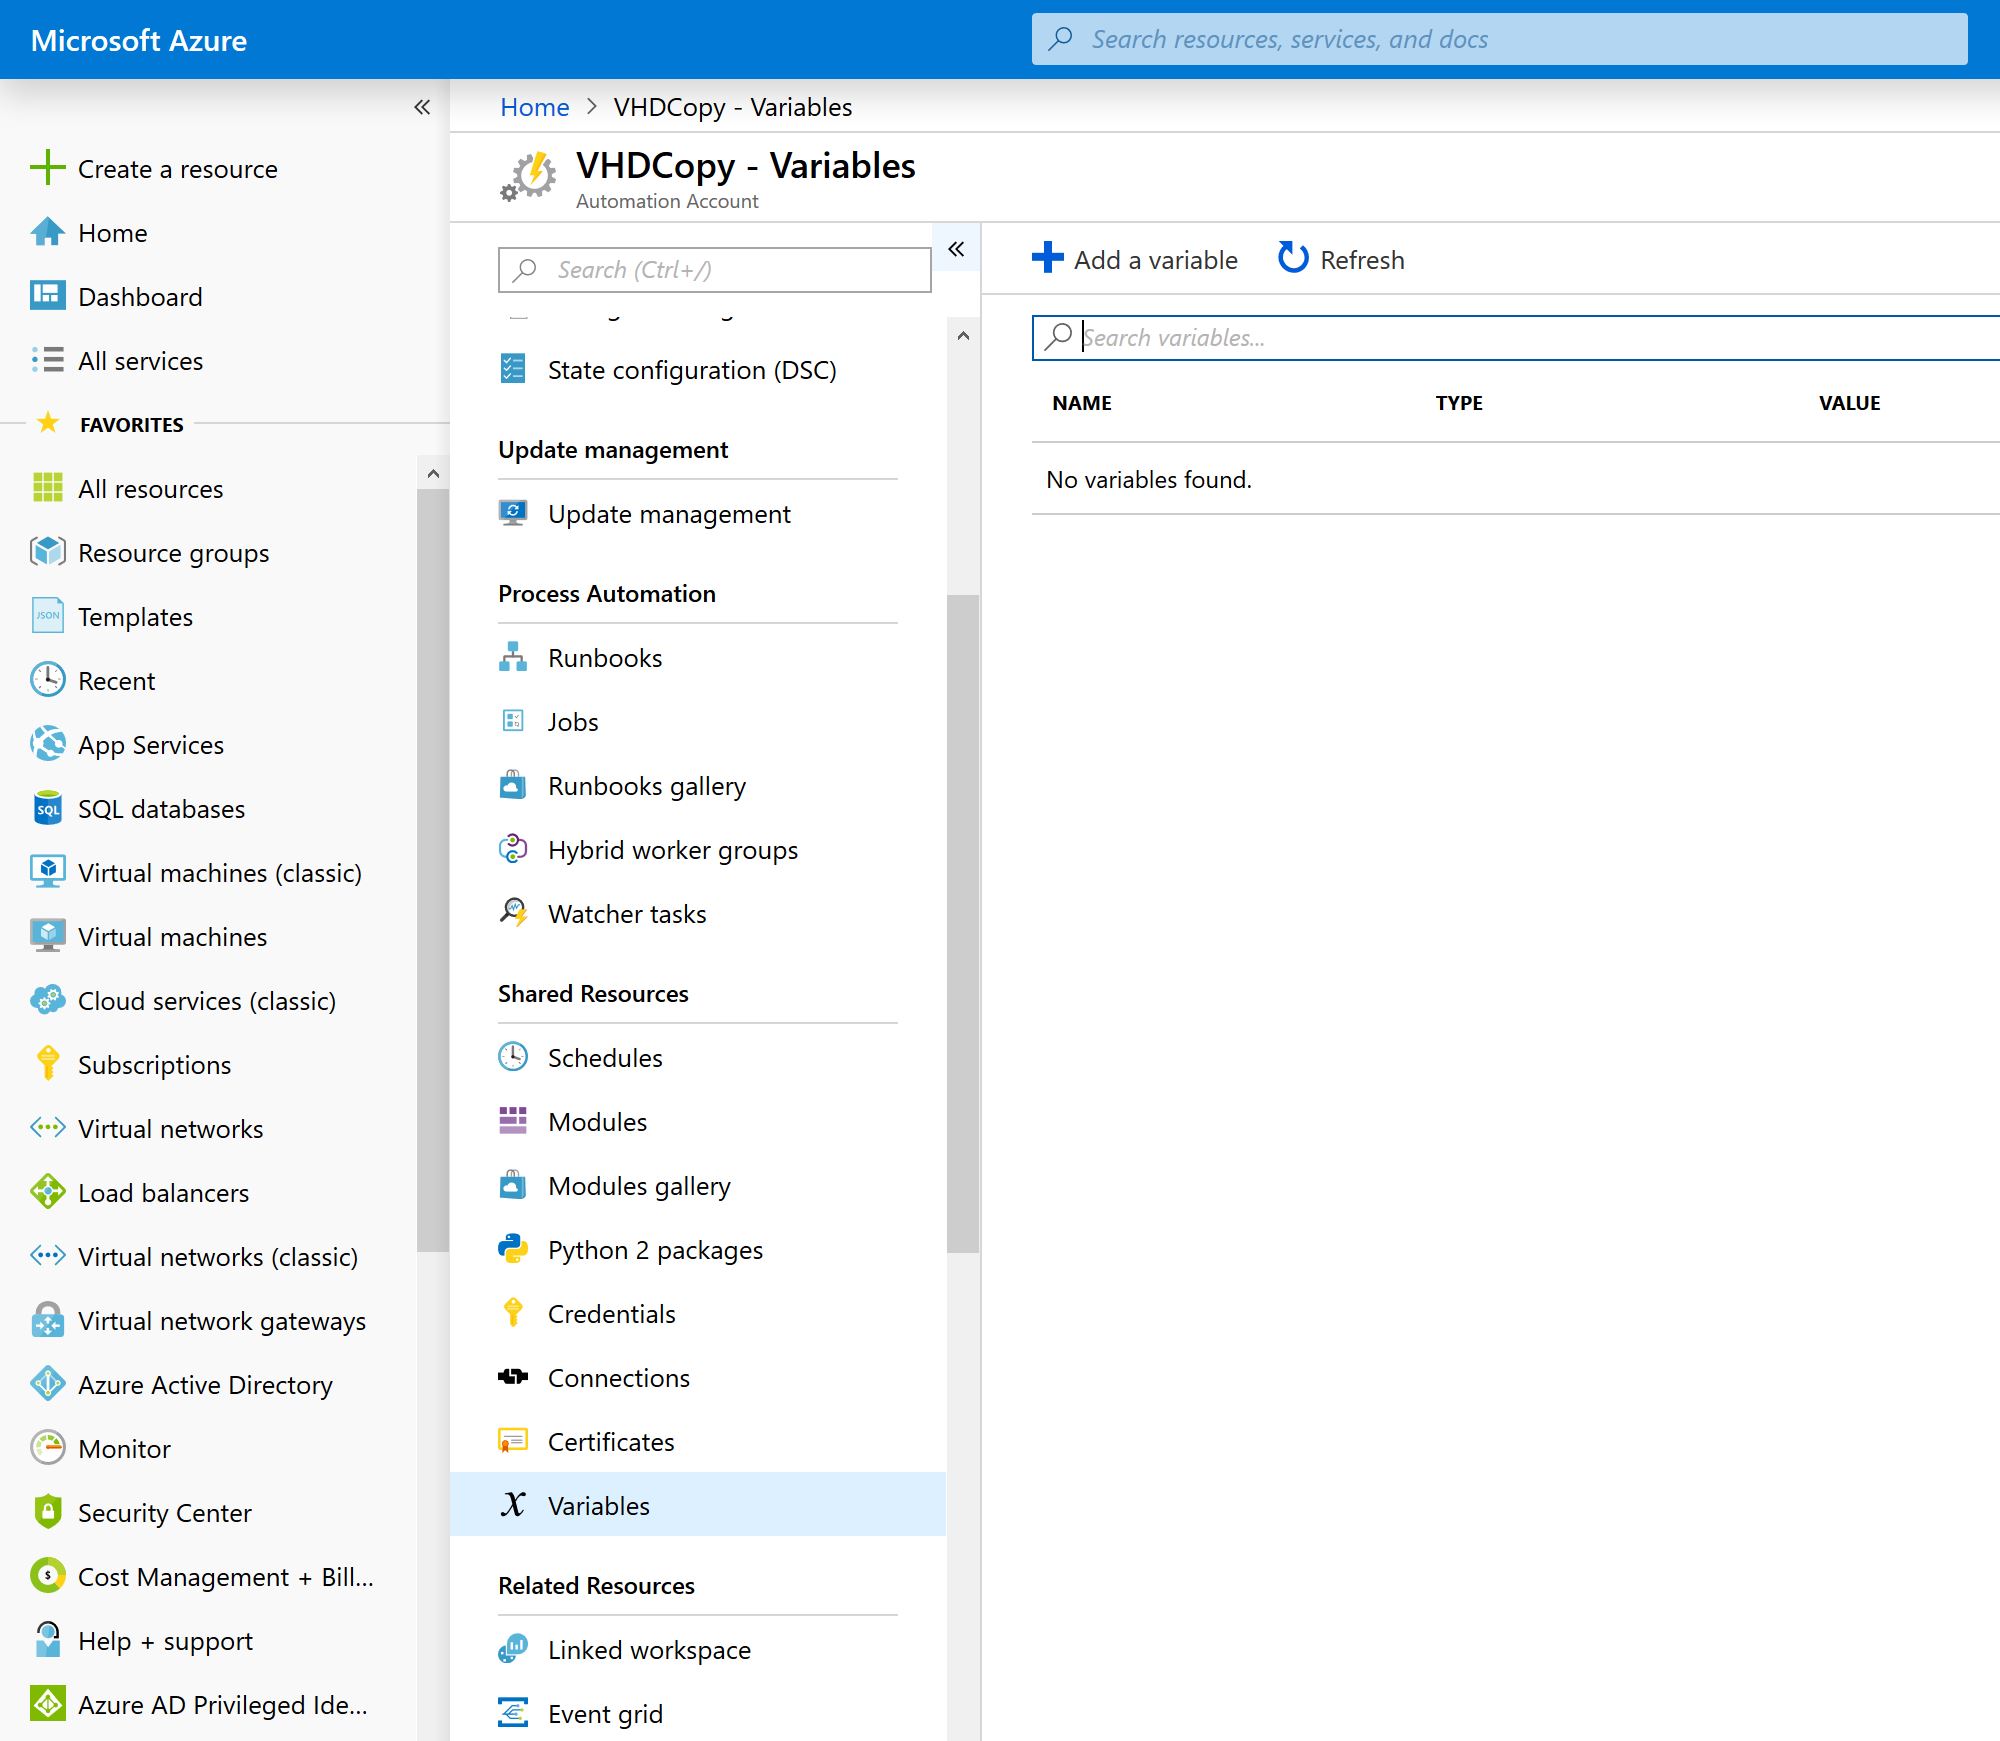 Microsoft Azure
Search resources, services, and docs
Create a resource
Home
Dashboard
All services
FAVORITES
All resources
Resource groups
JSON
Templates
Recent
App Services
SQL
SQL databases
Virtual machines (classic)
Virtual machines
Cloud services (classic)
Subscriptions
Virtual networks
Load balancers
Virtual networks (classic)
Virtual network gateways
Azure Active Directory
Monitor
Security Center
$
Cost Management + Bill...
Help + support
Azure AD Privileged Ide...
Home > VHDCopy - Variables
VHDCopy - Variables
Automation Account
Search (Ctrl+/)
State configuration (DSC)
Update management
Update management
Process Automation
Runbooks
Jobs
Runbooks gallery
Hybrid worker groups
Watcher tasks
Shared Resources
Schedules
Modules
Modules gallery
Python 2 packages
Credentials
Connections
Certificates
Variables
Related Resources
Linked workspace
Event grid
Add a variable
Refresh
Search variables...
NAME TYPE VALUE
No variables found.